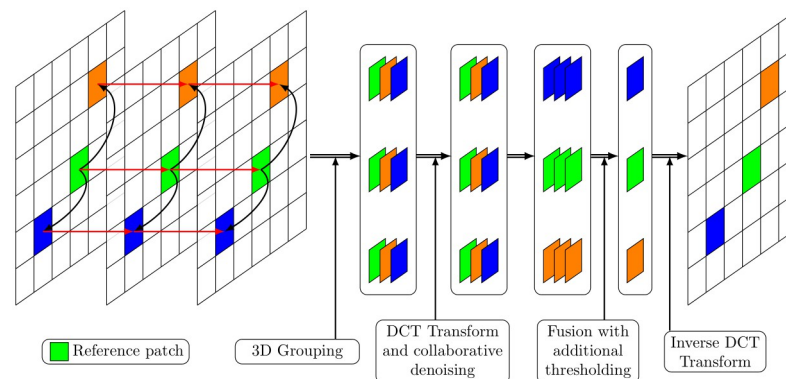 Reference patch
3D Grouping
DCT Transform
and collaborative
denoising
Fusion with
additional
thresholding
Inverse DCT
Transform